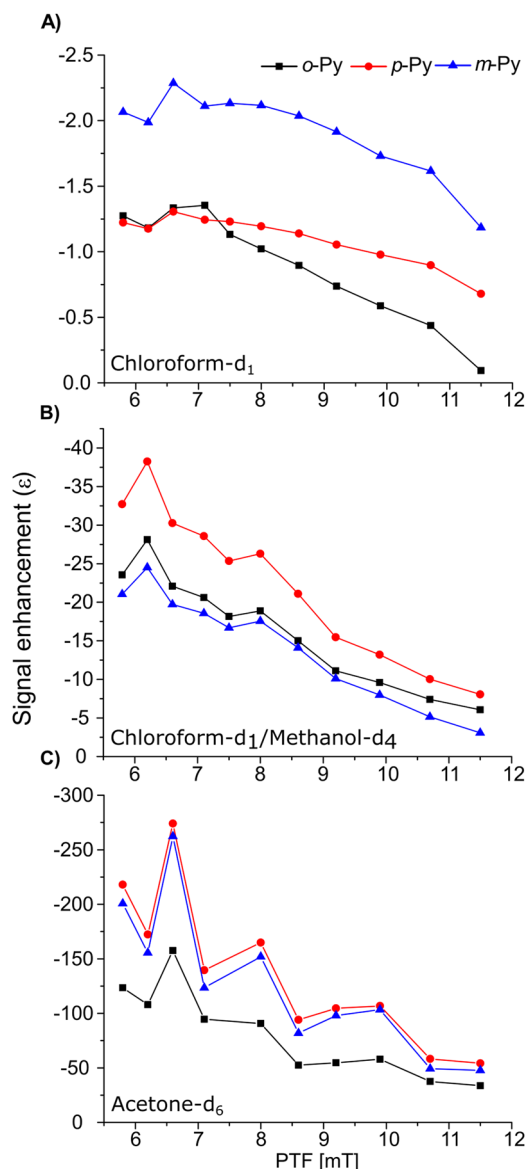 A)
-2.5
o-Py p-Py m-Py
-2.0
-1.5
-1.0
-0.5
Chloroform-d1
0.0
6 7 8 9 10 11 12
B)
-40
-35
-30
-25
-20
-15
-10
-5
Chloroform-d1/Methanol-d4
0
6 7 8 9 10 11 12
Signal enhancement (ε)
C)
-300
-250
-200
-150
-100
-50
Acetone-d6
0
6 7 8 9 10 11 12
PTF [mT]